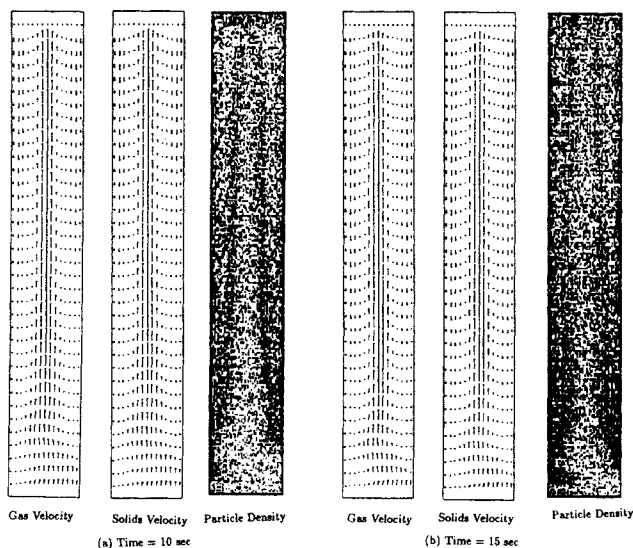 Gas Velocity Solids Velocity Particle Density
(a) Time = 10 sec
Gas Velocity Solids Velocity Particle Density
(b) Time = 15 sec